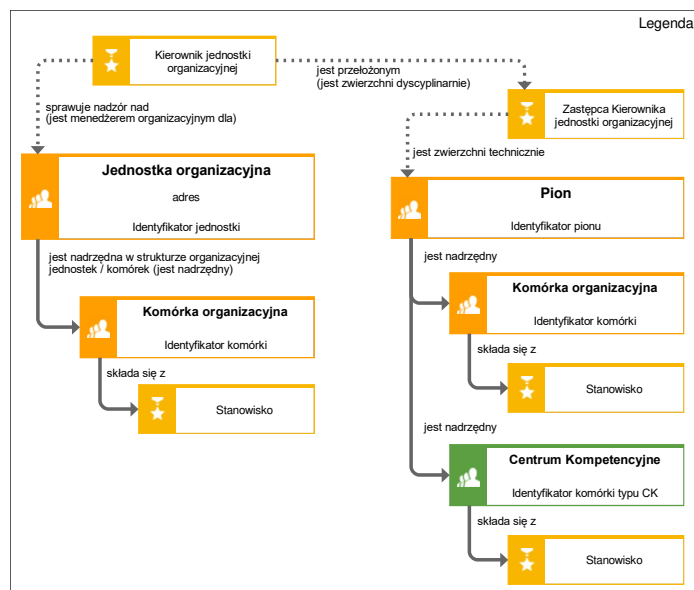 Legenda
Kierownik jednostki
organizacyjnej
jest przełożonym
(jest zwierzchni dyscyplinarnie)
sprawuje nadzór nad
(jest menedżerem organizacyjnym dla)
Zastępca Kierownika
jednostki organizacyjnej
jest zwierzchni technicznie
Jednostka organizacyjna
adres
Identyfikator jednostki
Pion
Identyfikator pionu
jest nadrzędna w strukturze organizacyjnej
jednostek / komórek (jest nadrzędny)
jest nadrzędny
Komórka organizacyjna
Identyfikator komórki
Komórka organizacyjna
Identyfikator komórki
składa się z
składa się z
Stanowisko
Stanowisko
jest nadrzędny
Centrum Kompetencyjne
Identyfikator komórki typu CK
składa się z
Stanowisko